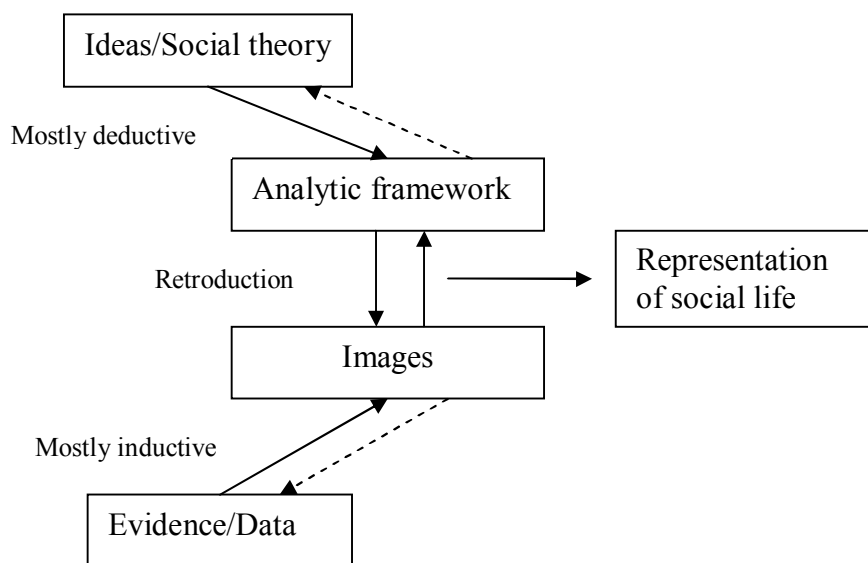 Ideas/Social theory
Mostly deductive
Analytic framework
Retroduction
Representation
of social life
Images
Mostly inductive
Evidence/Data